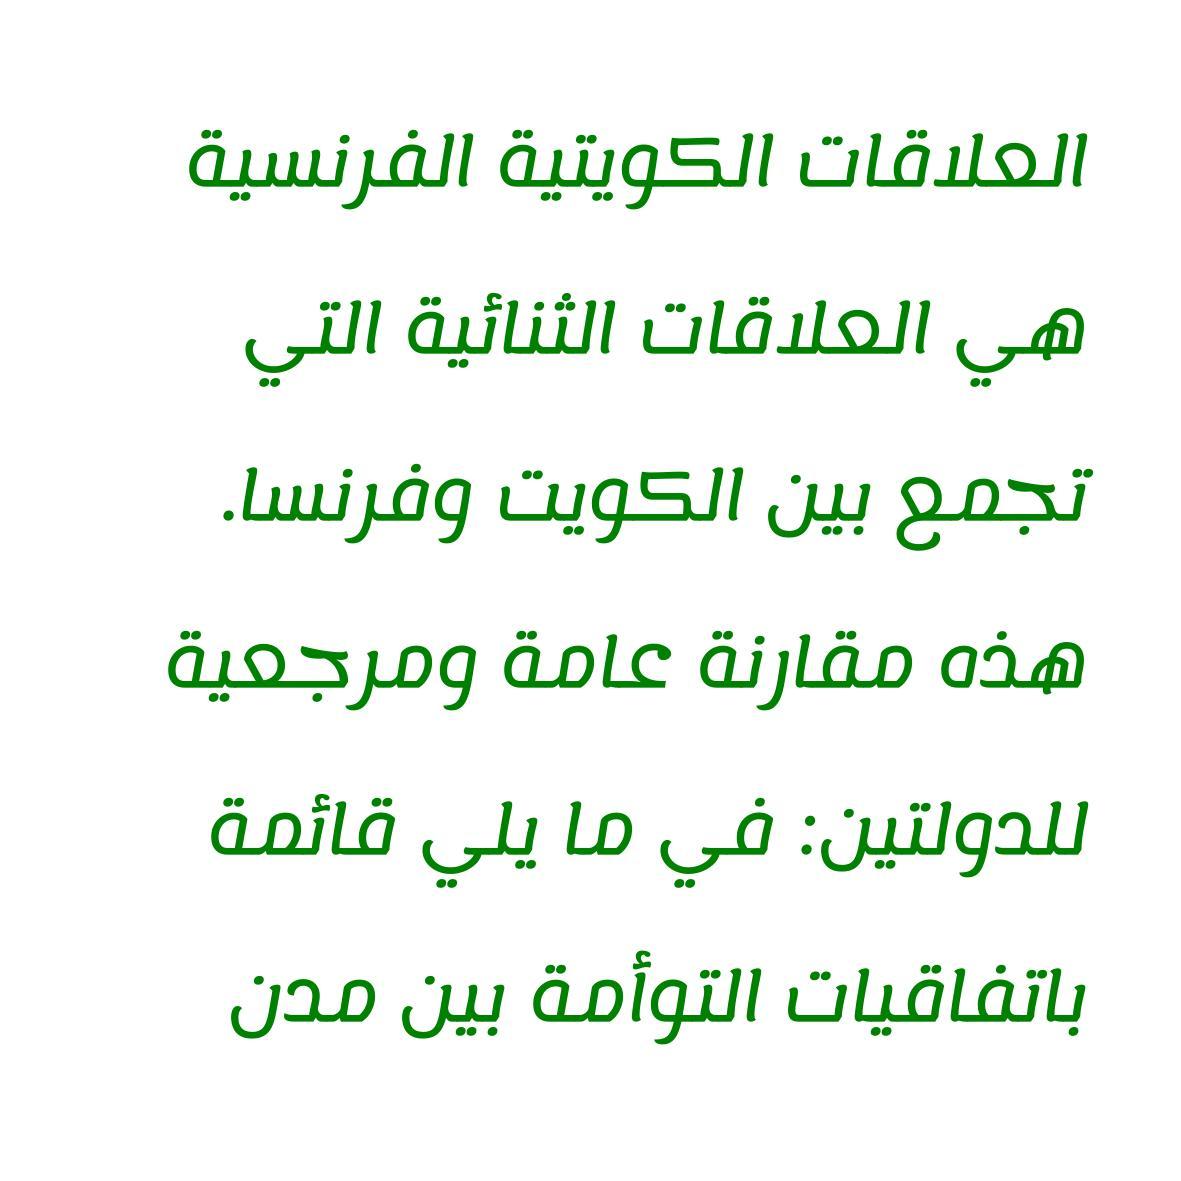 العلاقات الكويتية الفرنسية
هي العلاقات الثنائية التي
تجمع بين الكويت وفرنسا.
هذه مقارنة عامة ومرجعية
للدولتين: في ما يلي قائمة
باتفاقيات التوأمة بين مدن